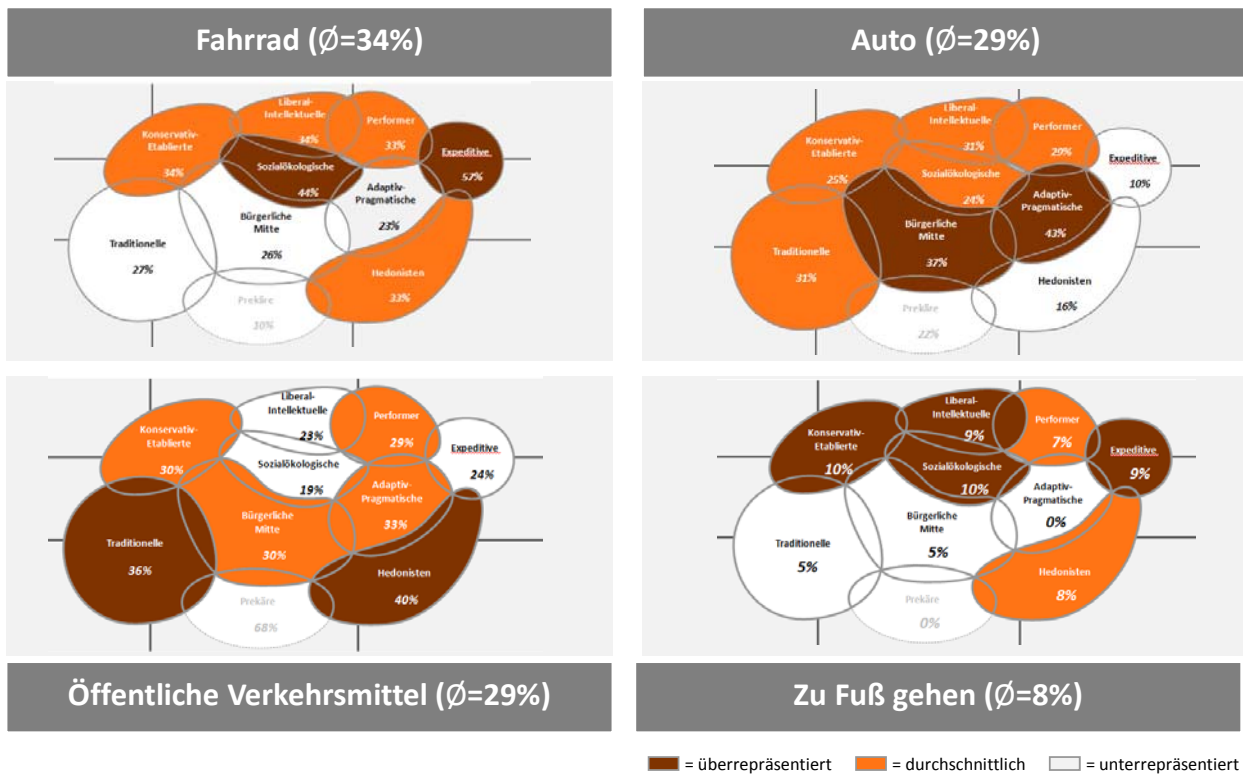 Fahrrad (Ø=34%)
Liberal-
Intellektuelle
34%
Performer
33%
Konservativ-
Etablierte
34%
Expeditive
57%
Sozialökologische
44%
Adaptiv-
Pragmatische
23%
Bürgerliche
Mitte
26%
Traditionelle
27%
Hedonisten
33%
Prekäre
10%
Auto (Ø=29%)
Liberal-
Intellektuelle
31%
Performer
29%
Konservativ-
Etablierte
25%
Expeditive
10%
Sozialökologische
24%
Adaptiv-
Pragmatische
43%
Bürgerliche
Mitte
37%
Traditionelle
31%
Hedonisten
16%
Prekäre
22%
Liberal-
Intellektuelle
23%
Performer
29%
Konservativ-
Etablierte
30%
Expeditive
24%
Sozialökologische
19%
Adaptiv-
Pragmatische
33%
Bürgerliche
Mitte
30%
Traditionelle
36%
Hedonisten
40%
Prekäre
68%
Öffentliche Verkehrsmittel (Ø=29%)
Liberal-
Intellektuelle
9%
Performer
7%
Konservativ-
Etablierte
10%
Expeditive
9%
Sozialökologische
10%
Adaptiv-
Pragmatische
0%
Bürgerliche
Mitte
5%
Traditionelle
5%
Hedonisten
8%
Prekäre
0%
Zu Fuß gehen (Ø=8%)
= überrepräsentiert
= durchschnittlich
= unterrepräsentiert